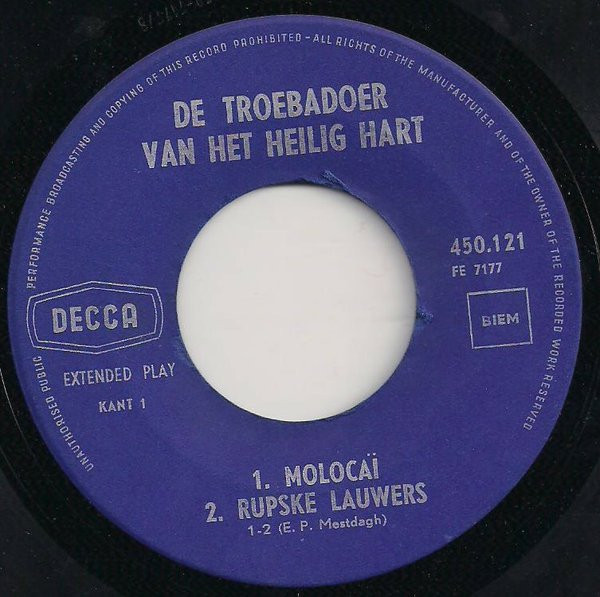 UNAUTHORISED PUBLIC PERFORMANCE BROADCASTING AND COPYING OF THIS RECORD PROHIBITED - ALL RIGHTS OF THE MANUFACTURER AND OF THE OWNER OF THE RECORDED WORK RESERVED
DE TROEBADOER
VAN HET HEILIG HART
450.121
FE 7177
DECCA
BIEM
EXTENDED PLAY
KANT 1
1. MOLOCAÏ
2. RUPSKE LAUWERS
1-2 (E. P. Mestdagh)